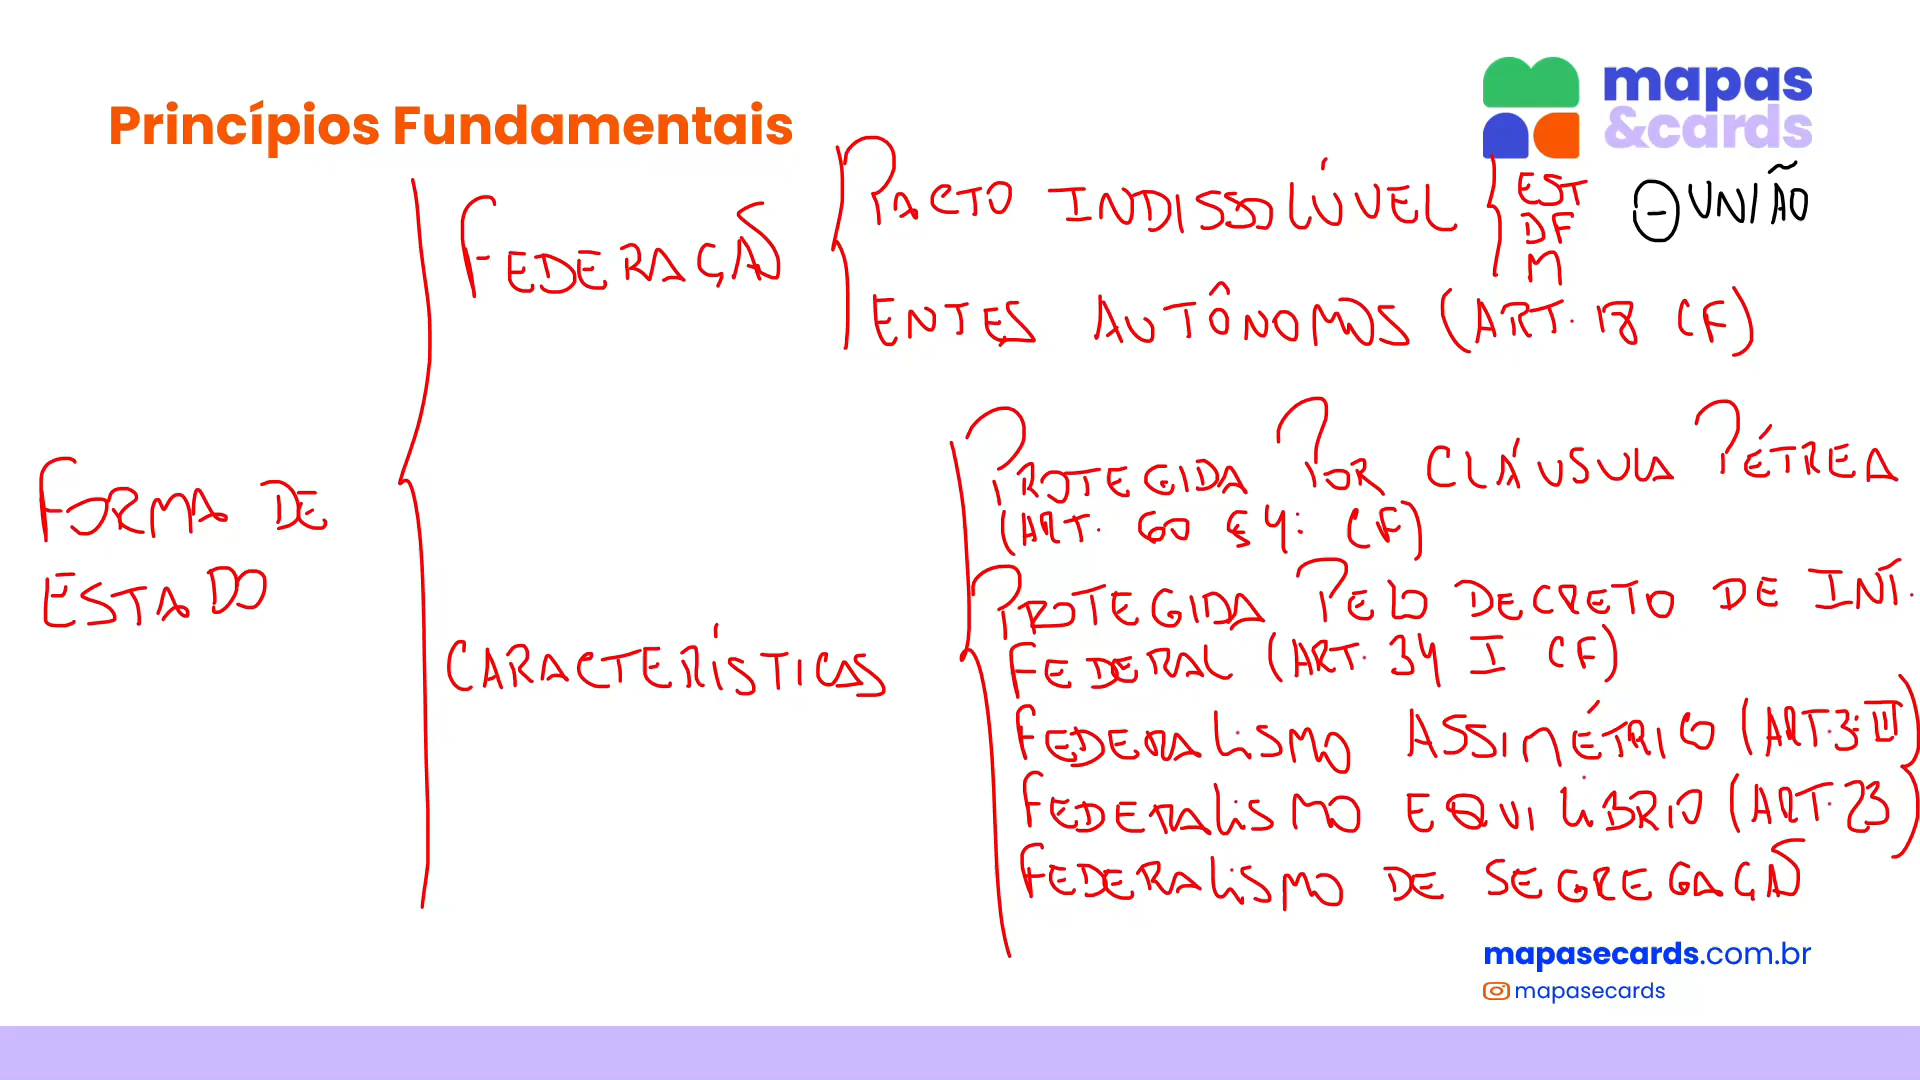 Princípios Fundamentais
mapas
&cards
FORMA DE
ESTADO
FEDERAÇÃO
PACTO INDISSOLÚVEL
EST
DF
M
⊖ UNIÃO
ENTES AUTÔNOMOS (ART. 18 CF)
CARACTERÍSTICAS
PROTEGIDA POR CLÁUSULA PÉTREA
(ART. 60 §4º CF)
PROTEGIDA PELO DECRETO DE INT.
FEDERAL (ART. 34 I CF)
FEDERALISMO ASSIMÉTRICO (ART. 3º III)
FEDERALISMO EQUILÍBRIO (ART. 23)
FEDERALISMO DE SEGREGAÇÃO
mapasecards.com.br
mapasecards